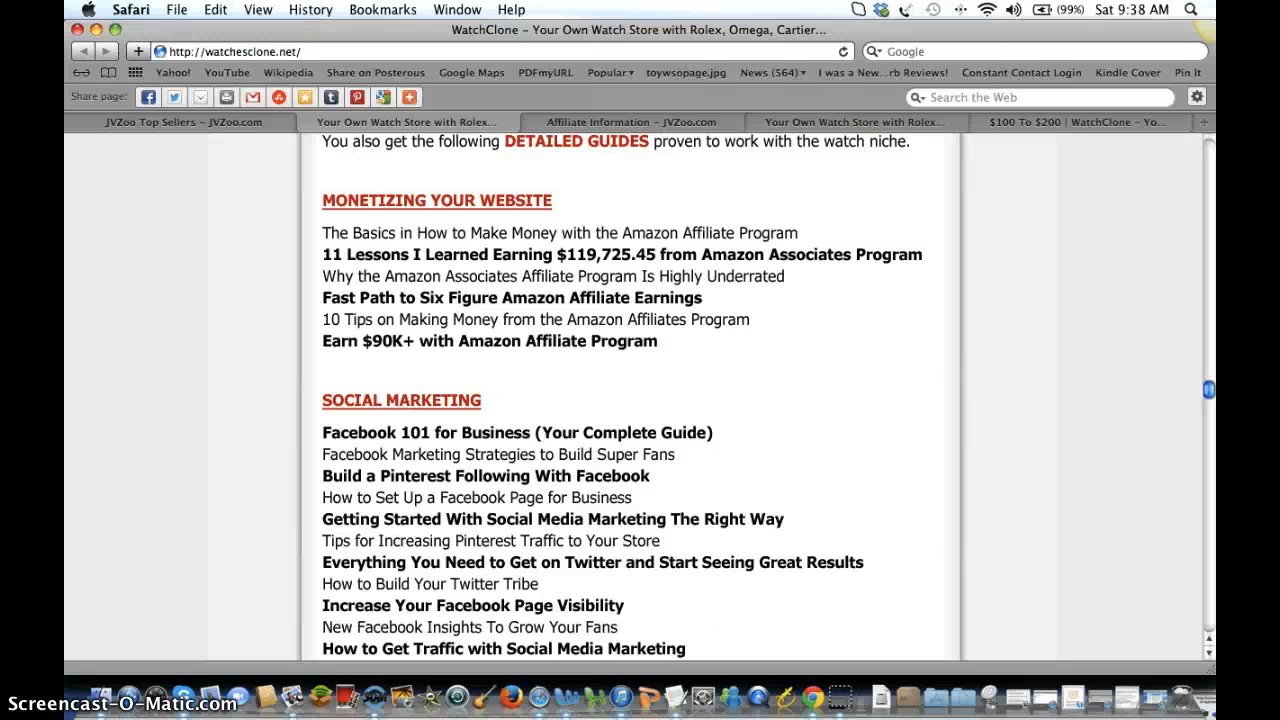 Safari File Edit View History Bookmarks Window Help (99%) Sat 9:38 AM
WatchClone - Your Own Watch Store with Rolex, Omega, Cartier...
http://watchesclone.net/ Google
Yahoo! YouTube Wikipedia Share on Posterous Google Maps PDFmyURL Popular toywsopage.jpg News (564) I was a New...rb Reviews! Constant Contact Login Kindle Cover Pin It
Share page: Search the Web
JVZoo Top Sellers – JVZoo.com Your Own Watch Store with Rolex... Affiliate Information – JVZoo.com Your Own Watch Store with Rolex... $100 To $200 | WatchClone – Yo...
You also get the following DETAILED GUIDES proven to work with the watch niche.
MONETIZING YOUR WEBSITE
The Basics in How to Make Money with the Amazon Affiliate Program
11 Lessons I Learned Earning $119,725.45 from Amazon Associates Program
Why the Amazon Associates Affiliate Program Is Highly Underrated
Fast Path to Six Figure Amazon Affiliate Earnings
10 Tips on Making Money from the Amazon Affiliates Program
Earn $90K+ with Amazon Affiliate Program
SOCIAL MARKETING
Facebook 101 for Business (Your Complete Guide)
Facebook Marketing Strategies to Build Super Fans
Build a Pinterest Following With Facebook
How to Set Up a Facebook Page for Business
Getting Started With Social Media Marketing The Right Way
Tips for Increasing Pinterest Traffic to Your Store
Everything You Need to Get on Twitter and Start Seeing Great Results
How to Build Your Twitter Tribe
Increase Your Facebook Page Visibility
New Facebook Insights To Grow Your Fans
How to Get Traffic with Social Media Marketing
Screencast-O-Matic.com